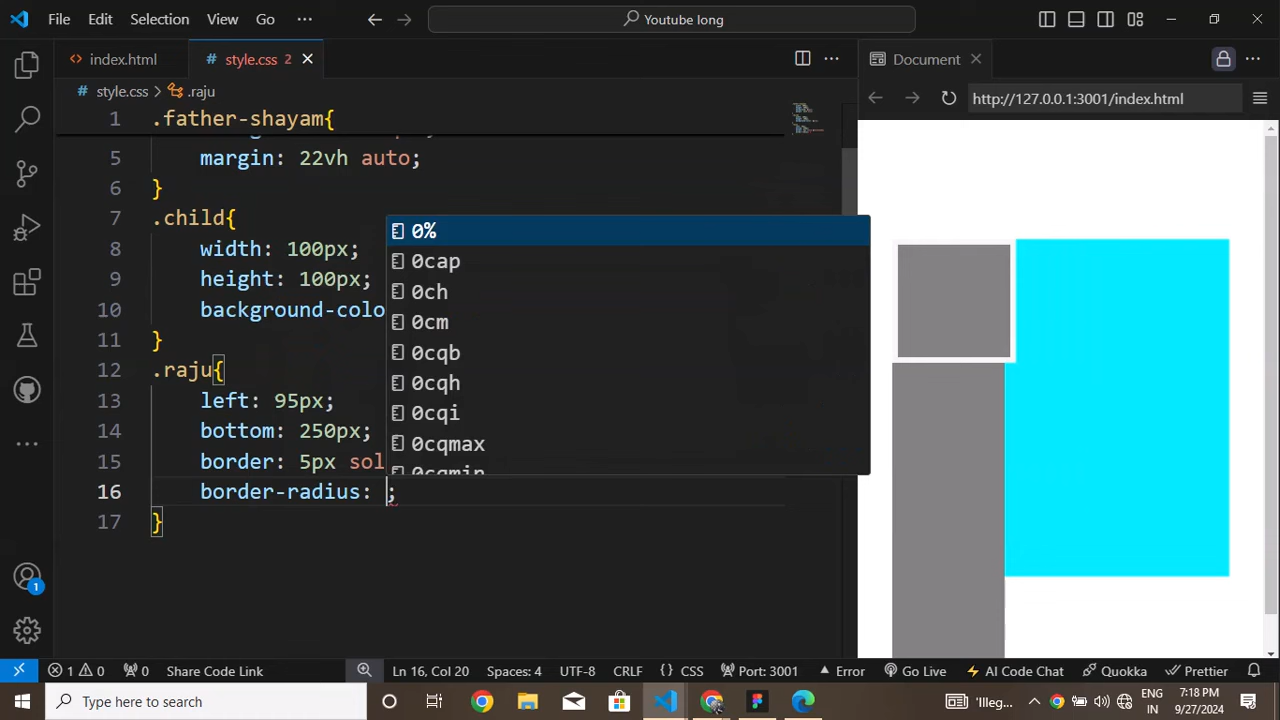 File Edit Selection View Go ··· Youtube long
index.html style.css 2
Document
style.css > .raju
http://127.0.0.1:3001/index.html
1 .father-shayam{
5 margin: 22vh auto;
6 }
7 .child{
8 width: 100px;
9 height: 100px;
10 background-colo
11 }
12 .raju{
13 left: 95px;
14 bottom: 250px;
15 border: 5px sol
16 border-radius: ;
17 }
0%
0cap
0ch
0cm
0cqb
0cqh
0cqi
0cqmax
0cqmin
1
1 0 0 Share Code Link Ln 16, Col 20 Spaces: 4 UTF-8 CRLF { } CSS Port: 3001 Error Go Live AI Code Chat Quokka Prettier
Type here to search
'Illeg...
ENG
IN
7:18 PM
9/27/2024